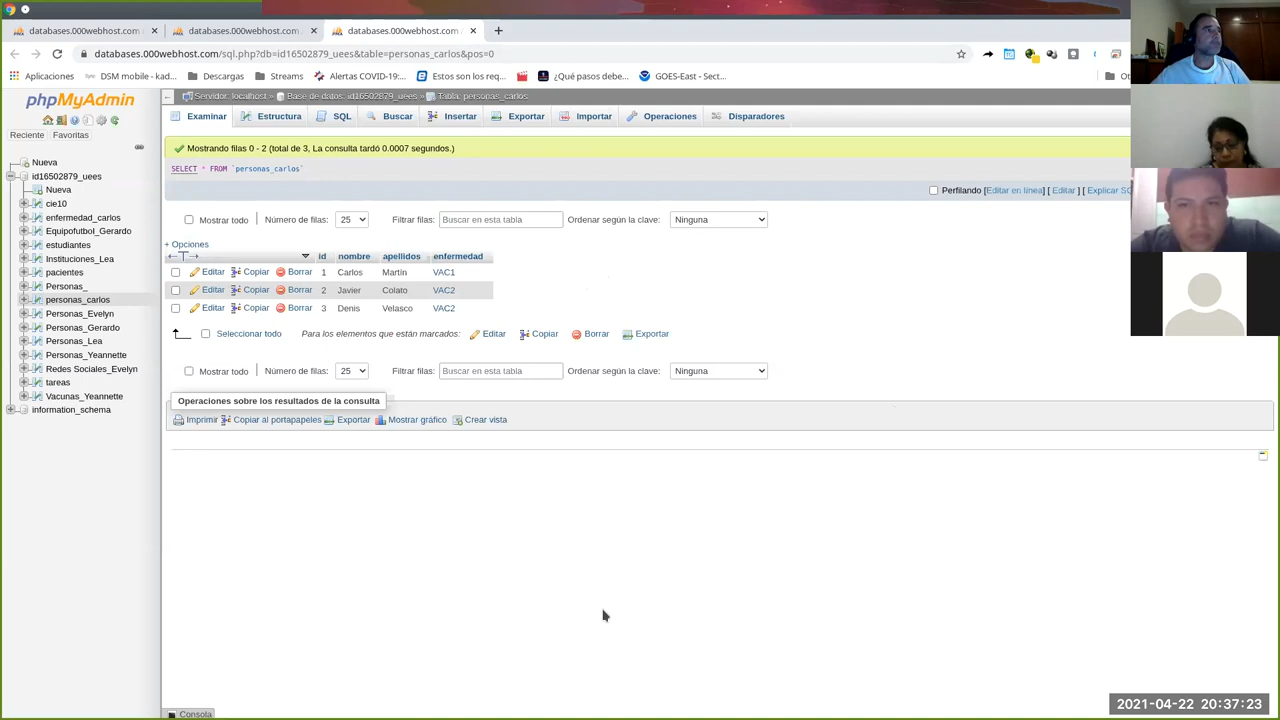 databases.000webhost.com
databases.000webhost.com
databases.000webhost.com
databases.000webhost.com/sql.php?db=id16502879_uees&table=personas_carlos&pos=0
Aplicaciones
DSM mobile - kad...
Descargas
Streams
Alertas COVID-19:...
Estos son los req...
¿Qué pasos debe...
GOES-East - Sect...
phpMyAdmin
Reciente
Favoritas
Nueva
id16502879_uees
Nueva
cie10
enfermedad_carlos
Equipofutbol_Gerardo
estudiantes
Instituciones_Lea
pacientes
Personas_
personas_carlos
Personas_Evelyn
Personas_Gerardo
Personas_Lea
Personas_Yeannette
Redes Sociales_Evelyn
tareas
Vacunas_Yeannette
information_schema
Servidor: localhost » Base de datos: id16502879_uees » Tabla: personas_carlos
Examinar
Estructura
SQL
Buscar
Insertar
Exportar
Importar
Operaciones
Disparadores
Mostrando filas 0 - 2 (total de 3, La consulta tardó 0.0007 segundos.)
SELECT * FROM `personas_carlos`
Perfilando [Editar en línea] [ Editar ] [ Explicar SQ
Mostrar todo
Número de filas: 25
Filtrar filas: Buscar en esta tabla
Ordenar según la clave: Ninguna
+ Opciones
id nombre apellidos enfermedad
Editar Copiar Borrar 1 Carlos Martín VAC1
Editar Copiar Borrar 2 Javier Colato VAC2
Editar Copiar Borrar 3 Denis Velasco VAC2
Seleccionar todo
Para los elementos que están marcados:
Editar Copiar Borrar Exportar
Mostrar todo
Número de filas: 25
Filtrar filas: Buscar en esta tabla
Ordenar según la clave: Ninguna
Operaciones sobre los resultados de la consulta
Imprimir Copiar al portapapeles Exportar Mostrar gráfico Crear vista
Consola
2021-04-22 20:37:23